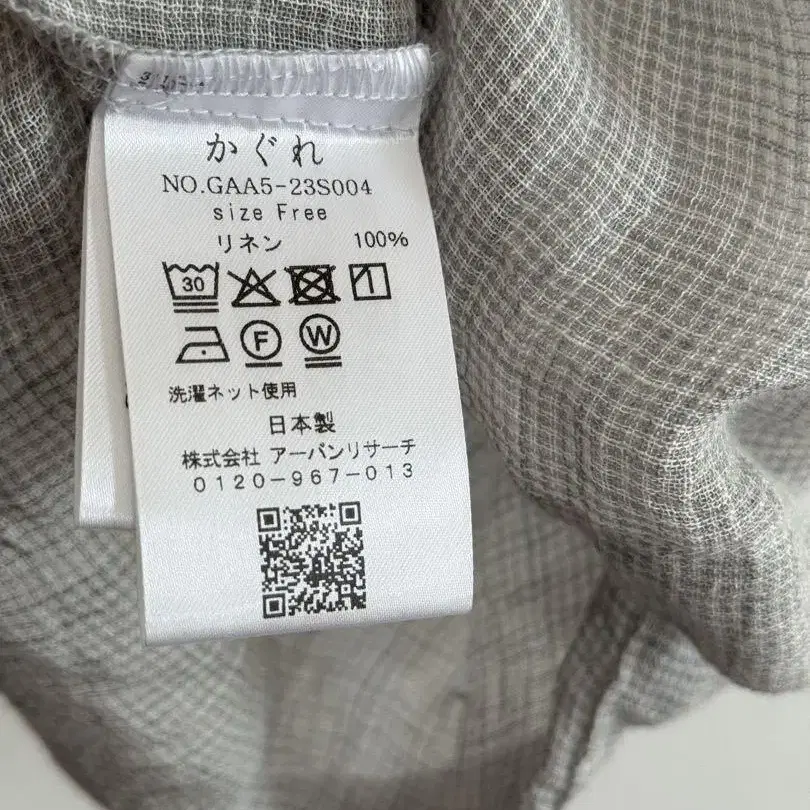 かぐれ
NO.GAA5-23S004
size Free
リネン 100%
30
F W
洗濯ネット使用
日本製
株式会社 アーバンリサーチ
0120-967-013